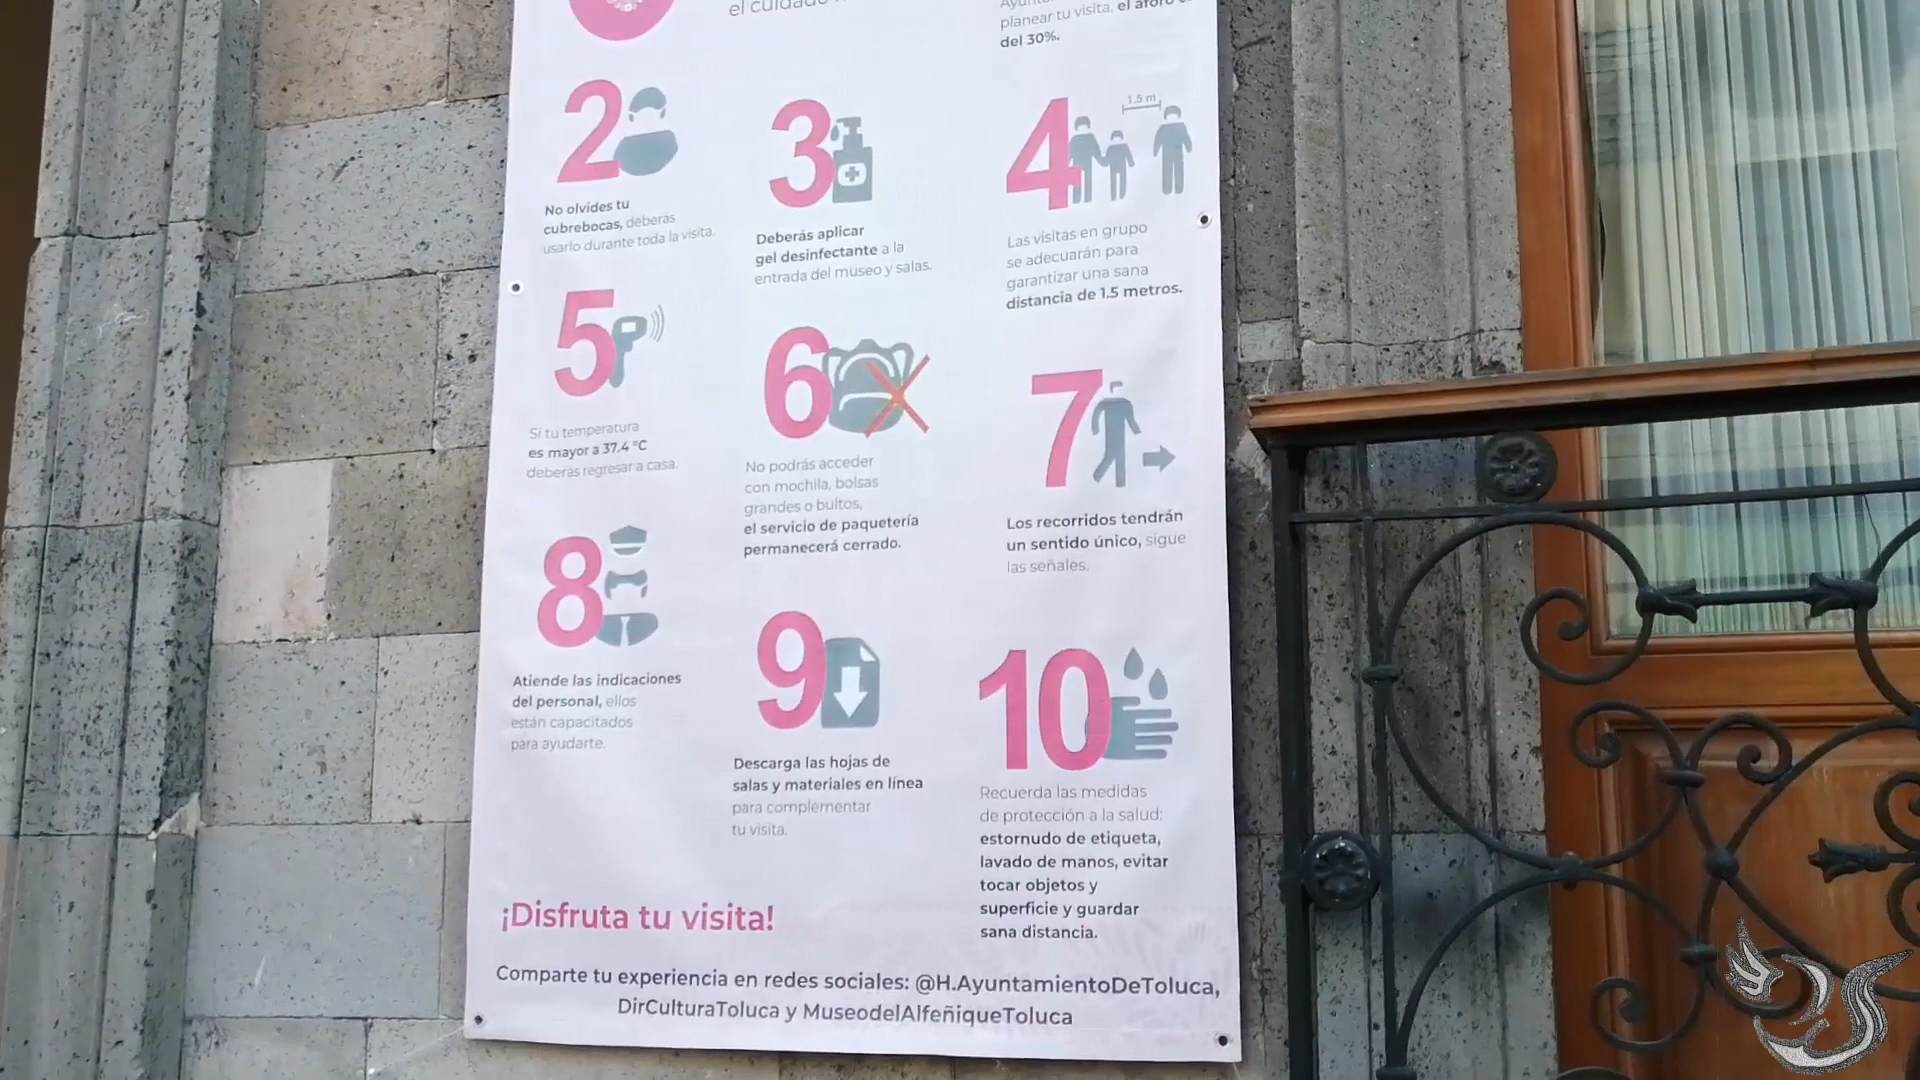 el cuidado
planear tu visita, el aforo
del 30%.
2
No olvides tu
cubrebocas, deberás
usarlo durante toda la visita.
3
Deberás aplicar
gel desinfectante a la
entrada del museo y salas.
4
1.5 m
Las visitas en grupo
se adecuarán para
garantizar una sana
distancia de 1.5 metros.
5
Si tu temperatura
es mayor a 37.4 °C
deberás regresar a casa.
6
No podrás acceder
con mochila, bolsas
grandes o bultos,
el servicio de paquetería
permanecerá cerrado.
7
Los recorridos tendrán
un sentido único, sigue
las señales.
8
Atiende las indicaciones
del personal, ellos
están capacitados
para ayudarte.
9
Descarga las hojas de
salas y materiales en línea
para complementar
tu visita.
10
Recuerda las medidas
de protección a la salud:
estornudo de etiqueta,
lavado de manos, evitar
tocar objetos y
superficie y guardar
sana distancia.
¡Disfruta tu visita!
Comparte tu experiencia en redes sociales: @H.AyuntamientoDeToluca,
DirCulturaToluca y MuseodelAlfeñiqueToluca